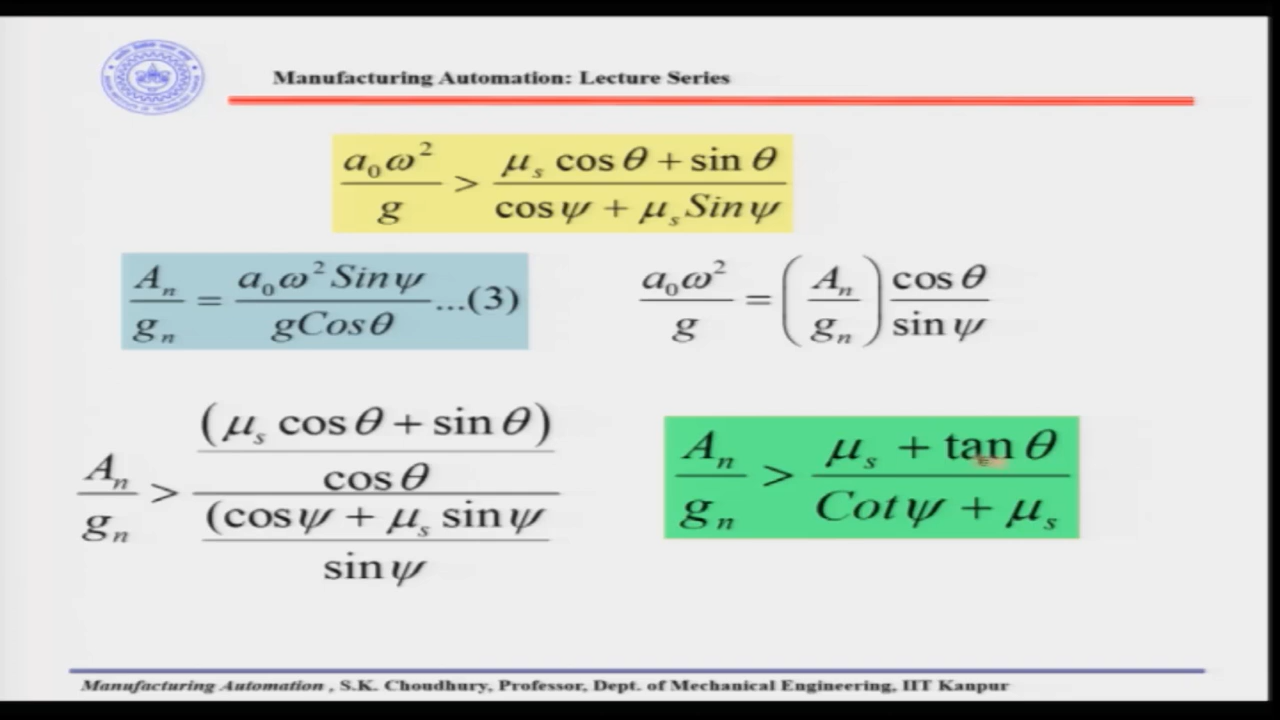 Manufacturing Automation: Lecture Series
a₀ω²/g > (μₛ cos θ + sin θ)/(cos ψ + μₛ Sin ψ)
Aₙ/gₙ = a₀ω² Sin ψ/gCos θ ...(3)
a₀ω²/g = (Aₙ/gₙ) cos θ/sin ψ
Aₙ/gₙ > ((μₛ cos θ + sin θ)/cos θ)/((cos ψ + μₛ sin ψ/sin ψ)
Aₙ/gₙ > (μₛ + tan θ)/(Cot ψ + μₛ)
Manufacturing Automation , S.K. Choudhury, Professor, Dept. of Mechanical Engineering, IIT Kanpur